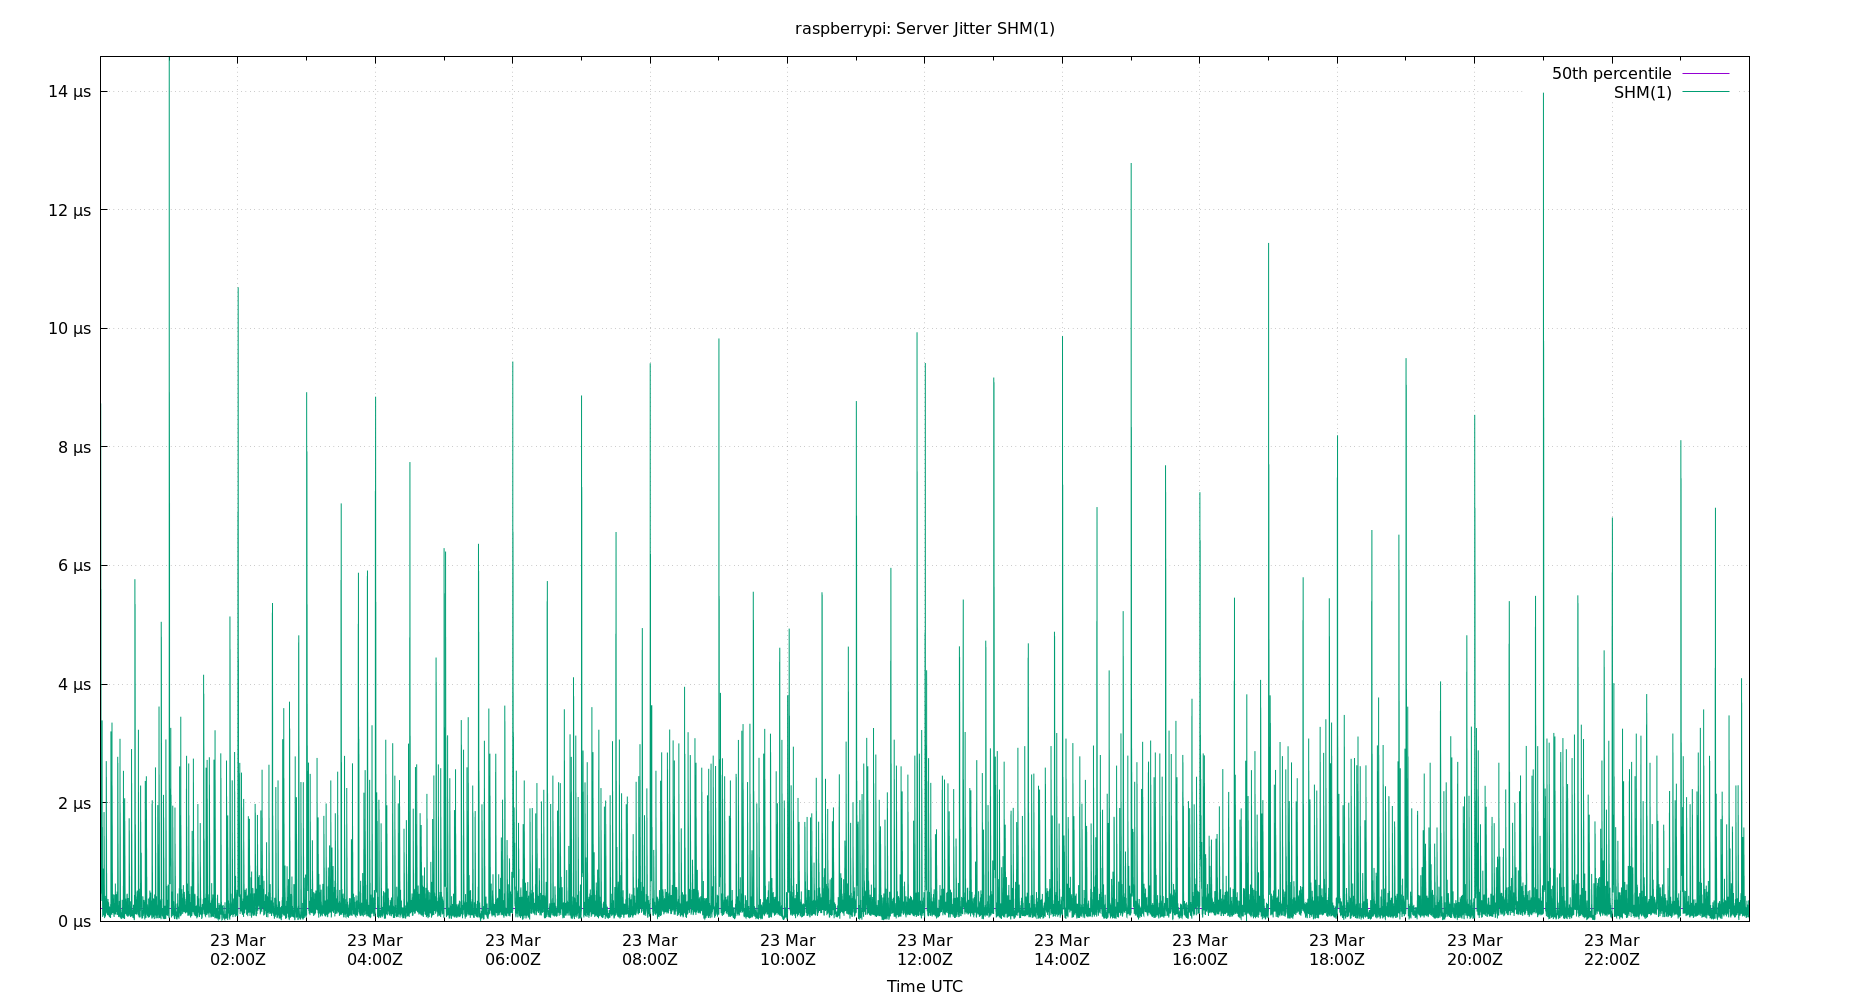 raspberrypi: Server Jitter SHM(1)
50th percentile
SHM(1)
14 µs
12 µs
10 µs
8 µs
6 µs
4 µs
2 µs
0 µs
23 Mar 23 Mar 23 Mar 23 Mar 23 Mar 23 Mar 23 Mar 23 Mar 23 Mar 23 Mar 23 Mar
02:00Z 04:00Z 06:00Z 08:00Z 10:00Z 12:00Z 14:00Z 16:00Z 18:00Z 20:00Z 22:00Z
Time UTC